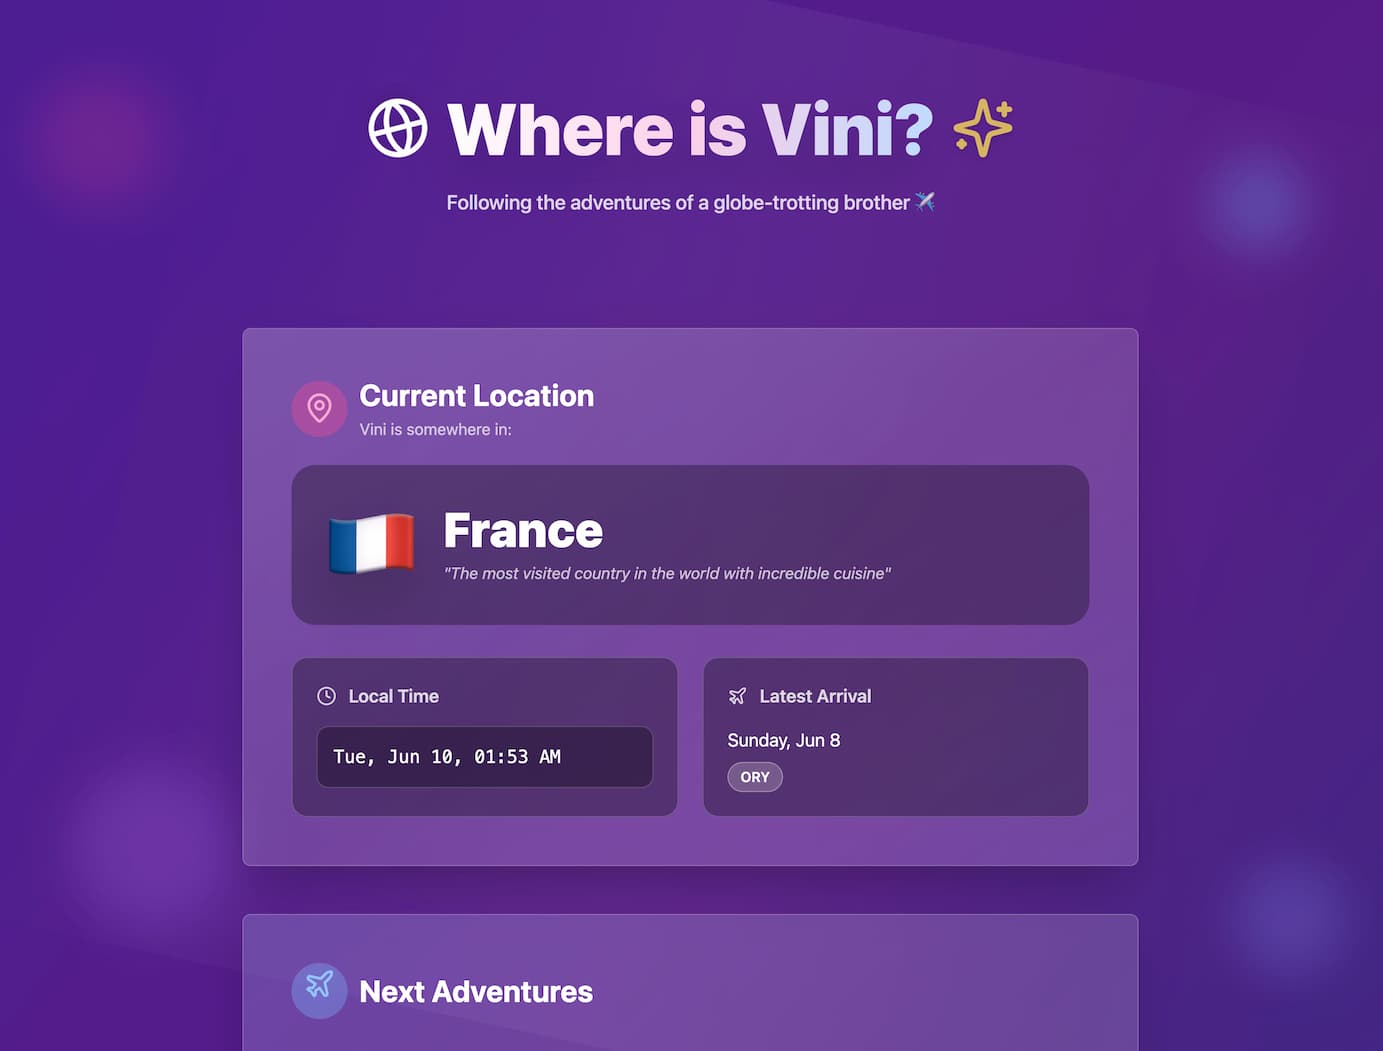 Where is Vini?
Following the adventures of a globe-trotting brother ✈️
Current Location
Vini is somewhere in:
France
"The most visited country in the world with incredible cuisine"
Local Time
Tue, Jun 10, 01:53 AM
Latest Arrival
Sunday, Jun 8
ORY
Next Adventures